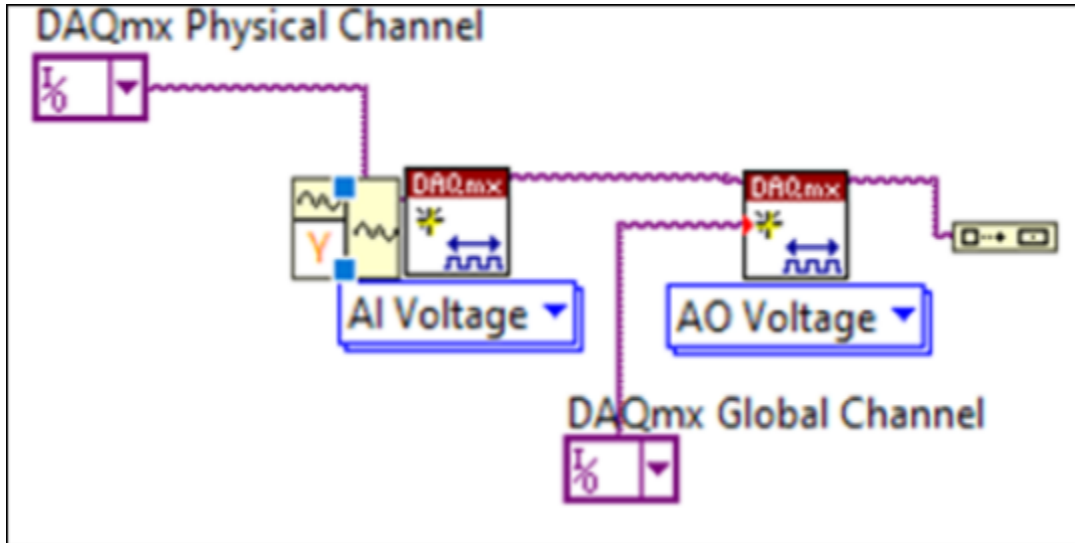 DAQmx Physical Channel
I/O
DAQmx
DAQmx
Y
AI Voltage
AO Voltage
DAQmx Global Channel
I/O